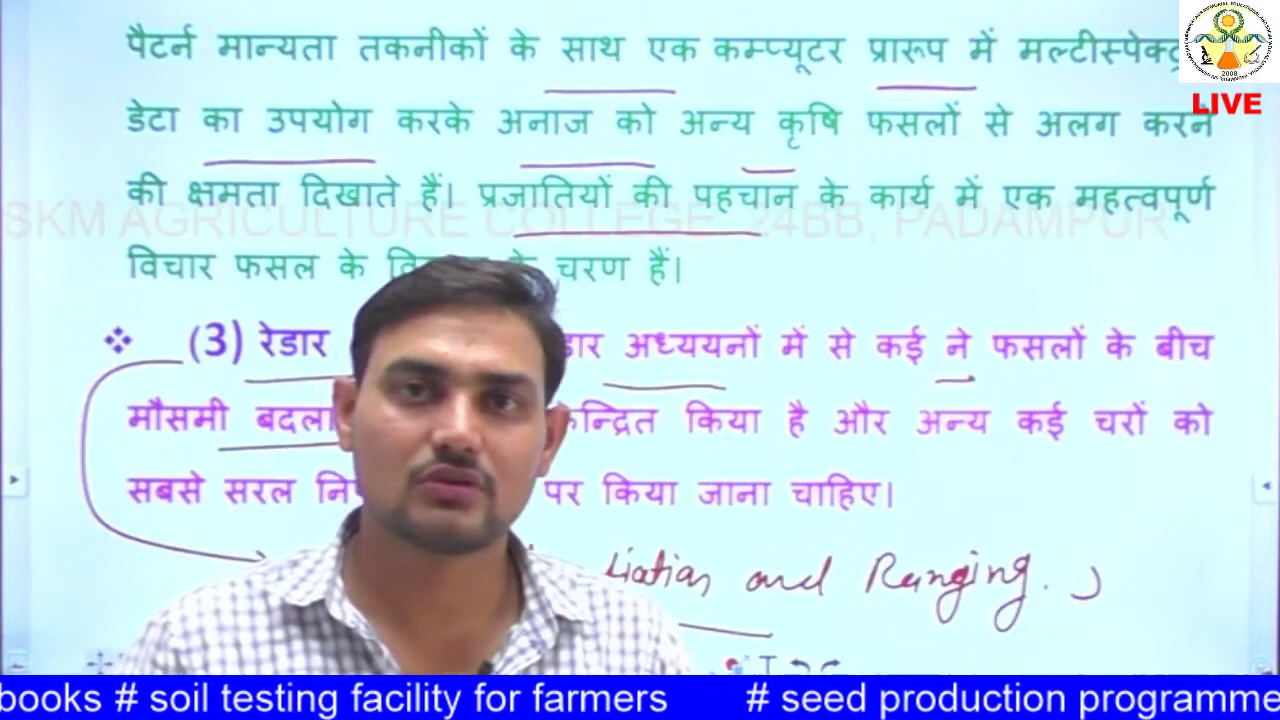 पैटर्न मान्यता तकनीकों के साथ एक कम्प्यूटर प्रारूप में
LIVE
डेटा का उपयोग करके अनाज को अन्य कृषि फसलों से अलग करने
की क्षमता दिखाते हैं। प्रजातियों की पहचान के कार्य में एक महत्वपूर्ण
SKM AGRICULTURE COLLEGE, 24BB, PADAMPUR
विचार फसल के चरण हैं।
❖ (3) रेडार अध्ययनों में से कई ने फसलों के बीच
मौसमी किया है और अन्य कई चरों को
सबसे सरल पर किया जाना चाहिए।
and Ranging.
books # soil testing facility for farmers # seed production programme
2008